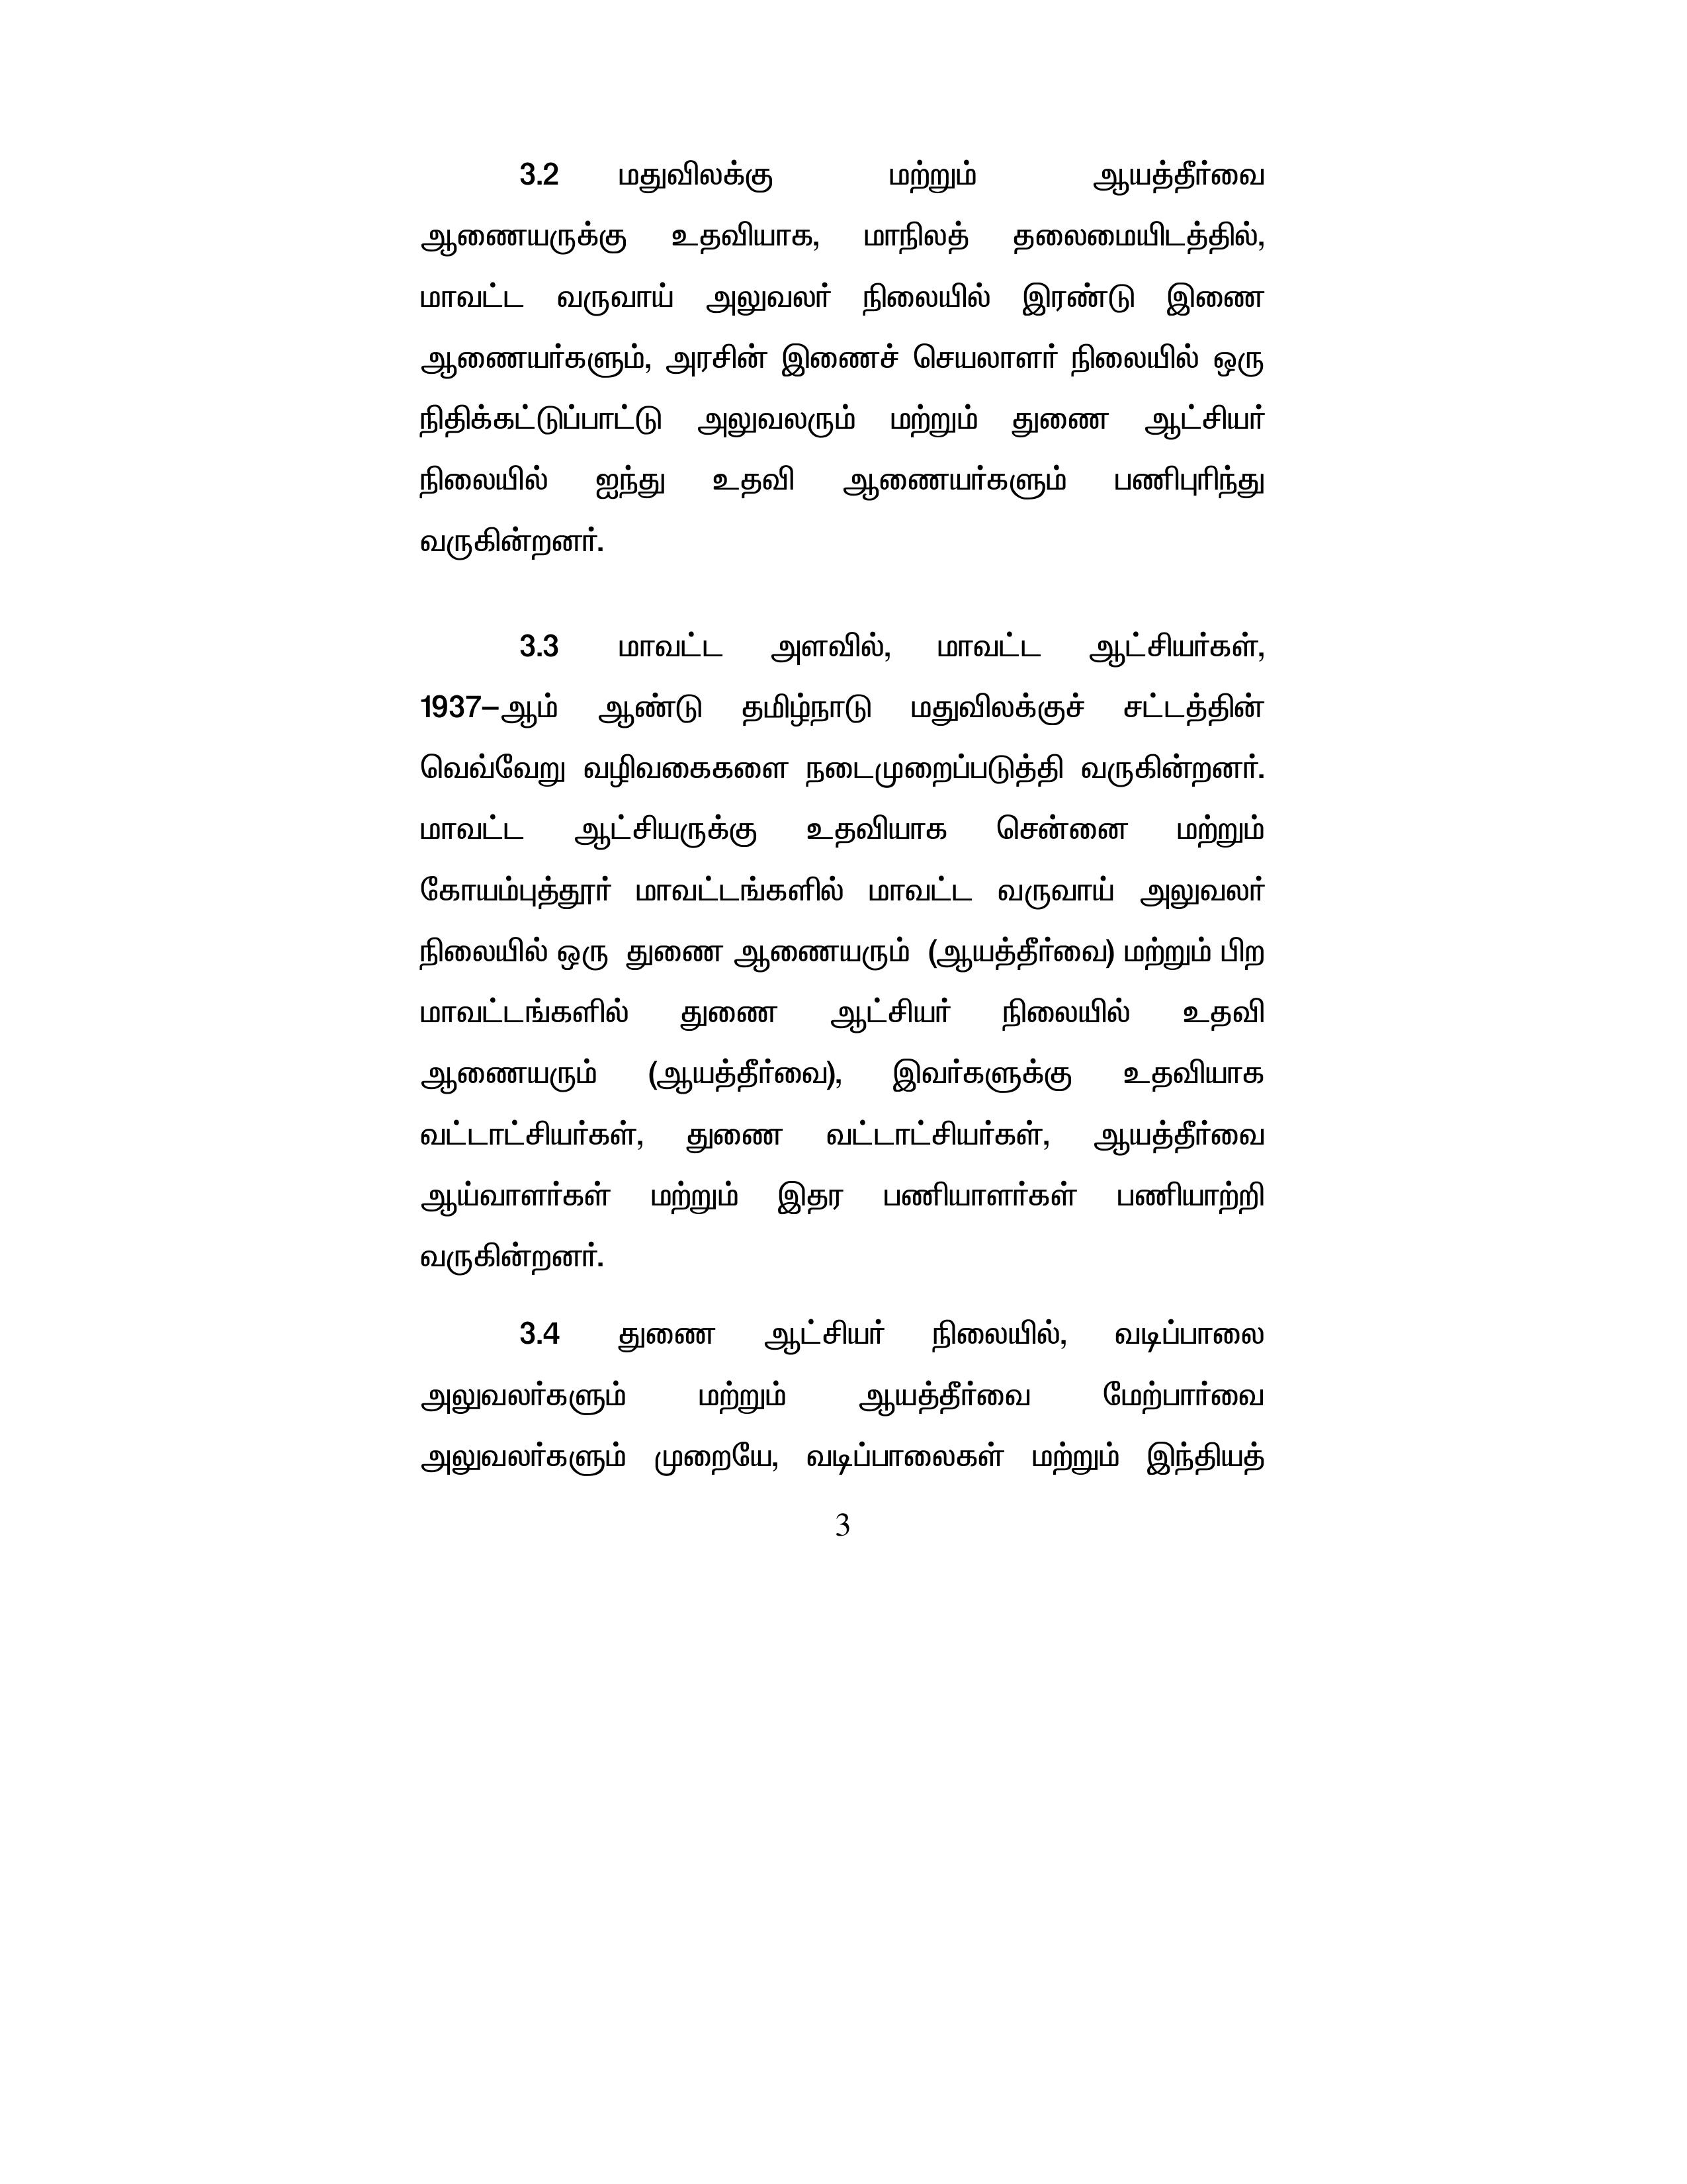 3.2 மதுவிலக்கு மற்றும் ஆயத்தீர்வை
ஆணையருக்கு உதவியாக, மாநிலத் தலைமையிடத்தில்,
மாவட்ட வருவாய் அலுவலர் நிலையில் இரண்டு இணை
ஆணையர்களும், அரசின் இணைச் செயலாளர் நிலையில் ஒரு
நிதிக்கட்டுப்பாட்டு அலுவலரும் மற்றும் துணை ஆட்சியர்
நிலையில் ஐந்து உதவி ஆணையர்களும் பணிபுரிந்து
வருகின்றனர்.
3.3 மாவட்ட அளவில், மாவட்ட ஆட்சியர்கள்,
1937–ஆம் ஆண்டு தமிழ்நாடு மதுவிலக்குச் சட்டத்தின்
வெவ்வேறு வழிவகைகளை நடைமுறைப்படுத்தி வருகின்றனர்.
மாவட்ட ஆட்சியருக்கு உதவியாக சென்னை மற்றும்
கோயம்புத்தூர் மாவட்டங்களில் மாவட்ட வருவாய் அலுவலர்
நிலையில் ஒரு துணை ஆணையரும் (ஆயத்தீர்வை) மற்றும் பிற
மாவட்டங்களில் துணை ஆட்சியர் நிலையில் உதவி
ஆணையரும் (ஆயத்தீர்வை), இவர்களுக்கு உதவியாக
வட்டாட்சியர்கள், துணை வட்டாட்சியர்கள், ஆயத்தீர்வை
ஆய்வாளர்கள் மற்றும் இதர பணியாளர்கள் பணியாற்றி
வருகின்றனர்.
3.4 துணை ஆட்சியர் நிலையில், வடிப்பாலை
அலுவலர்களும் மற்றும் ஆயத்தீர்வை மேற்பார்வை
அலுவலர்களும் முறையே, வடிப்பாலைகள் மற்றும் இந்தியத்
3